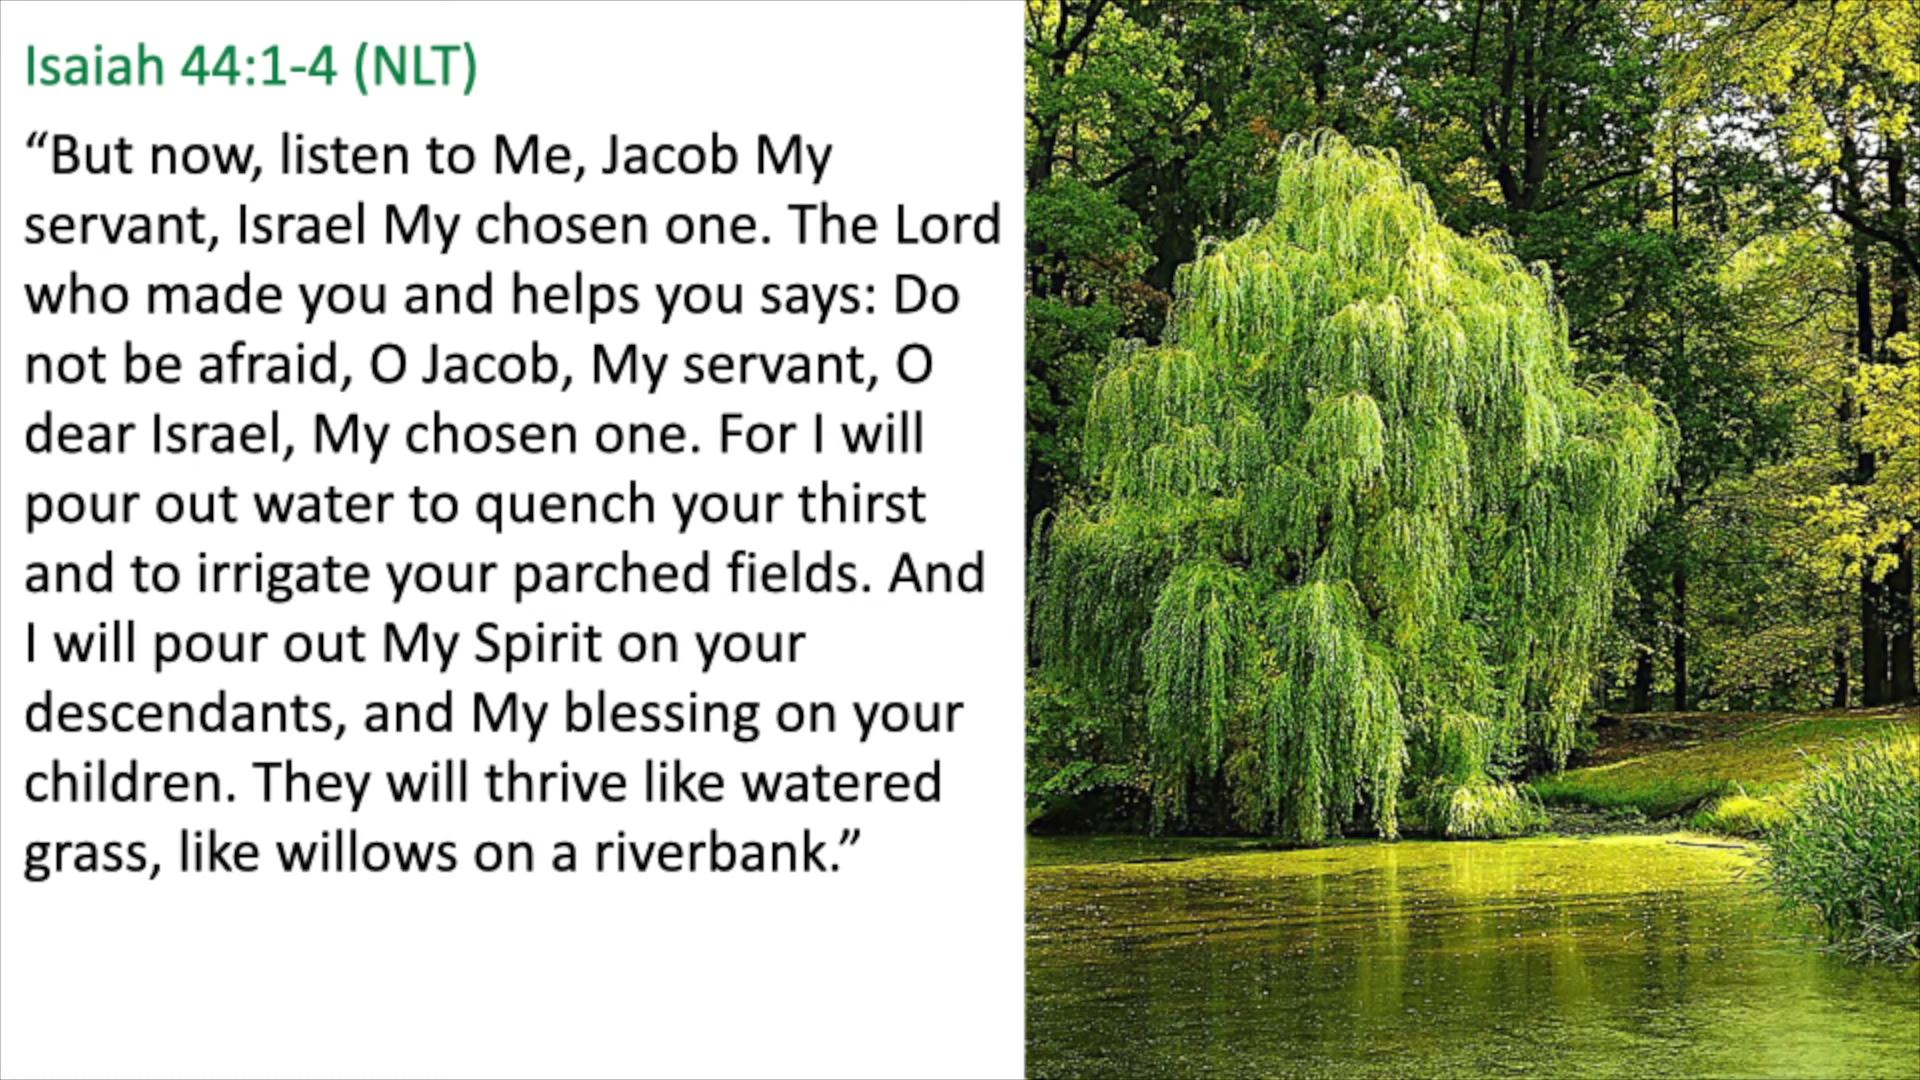 Isaiah 44:1-4 (NLT)
“But now, listen to Me, Jacob My
servant, Israel My chosen one. The Lord
who made you and helps you says: Do
not be afraid, O Jacob, My servant, O
dear Israel, My chosen one. For I will
pour out water to quench your thirst
and to irrigate your parched fields. And
I will pour out My Spirit on your
descendants, and My blessing on your
children. They will thrive like watered
grass, like willows on a riverbank.”